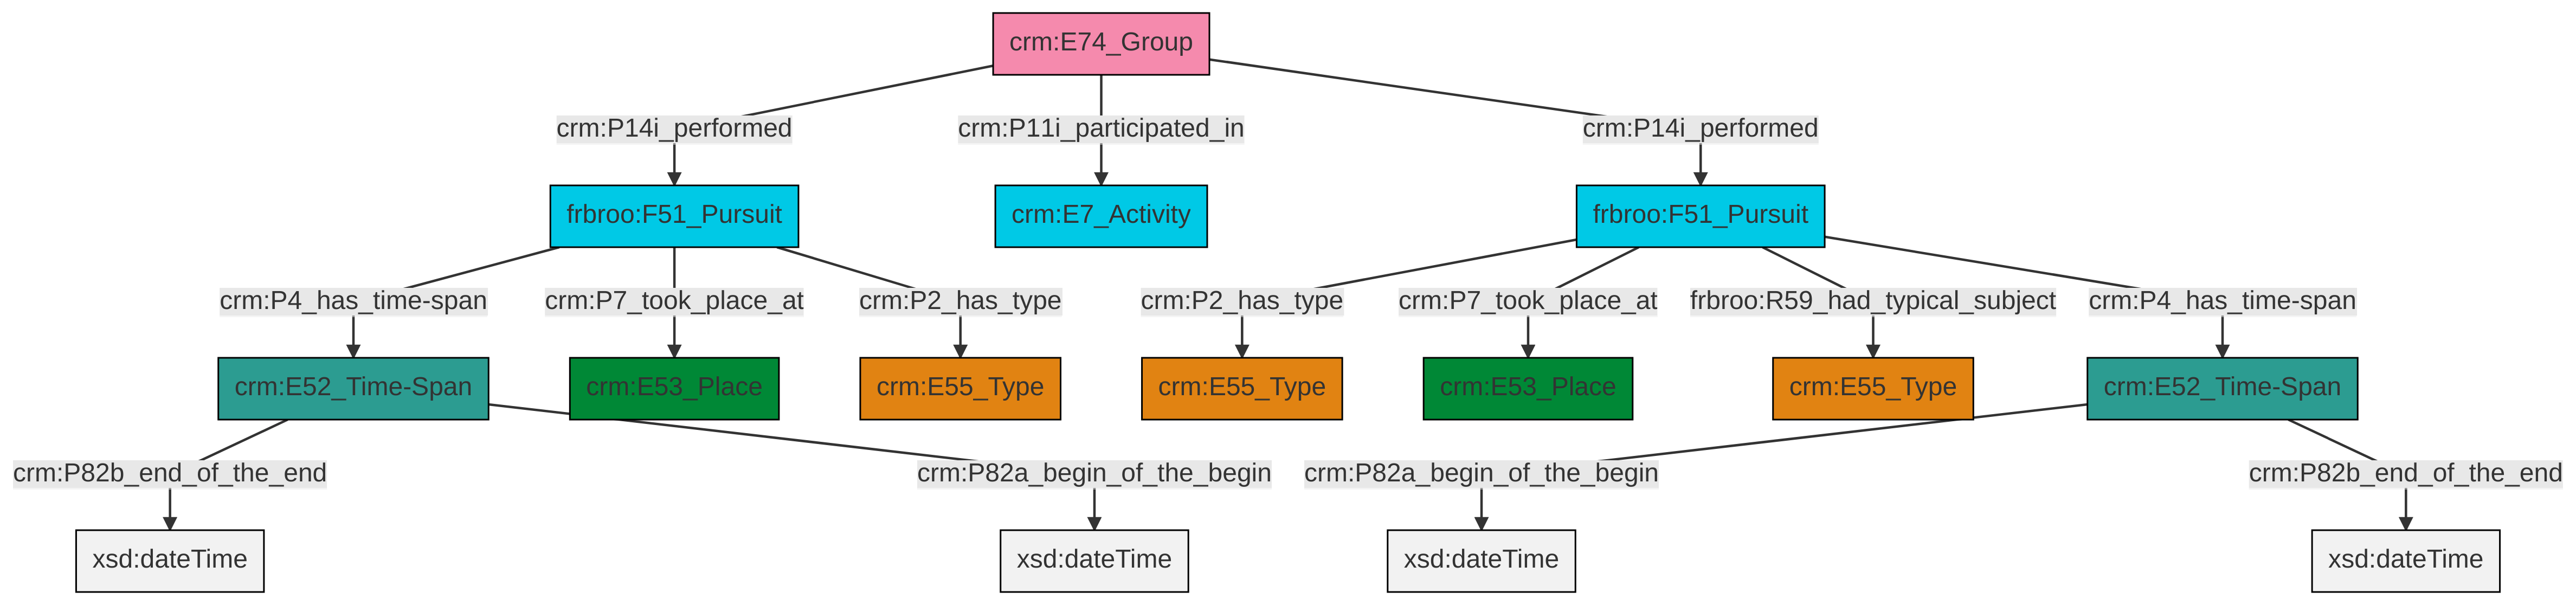 crm:E74_Group
crm:P14i_performed
crm:P11i_participated_in
crm:P14i_performed
frbroo:F51_Pursuit
crm:E7_Activity
frbroo:F51_Pursuit
crm:P4_has_time-span
crm:P7_took_place_at
crm:P2_has_type
crm:P2_has_type
crm:P7_took_place_at
frbroo:R59_had_typical_subject
crm:P4_has_time-span
crm:E52_Time-Span
crm:E53_Place
crm:E55_Type
crm:E55_Type
crm:E53_Place
crm:E55_Type
crm:E52_Time-Span
crm:P82b_end_of_the_end
crm:P82a_begin_of_the_begin
crm:P82a_begin_of_the_begin
crm:P82b_end_of_the_end
xsd:dateTime
xsd:dateTime
xsd:dateTime
xsd:dateTime